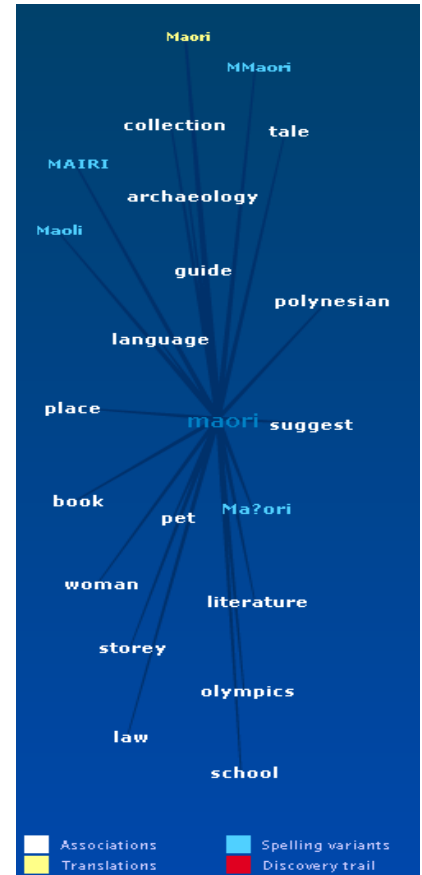 Maori
MMaori
collection
tale
MAIRI
archaeology
Maoli
guide
polynesian
language
place
maori
suggest
book
pet
Ma?ori
woman
literature
storey
olympics
law
school
Associations
Spelling variants
Translations
Discovery trail